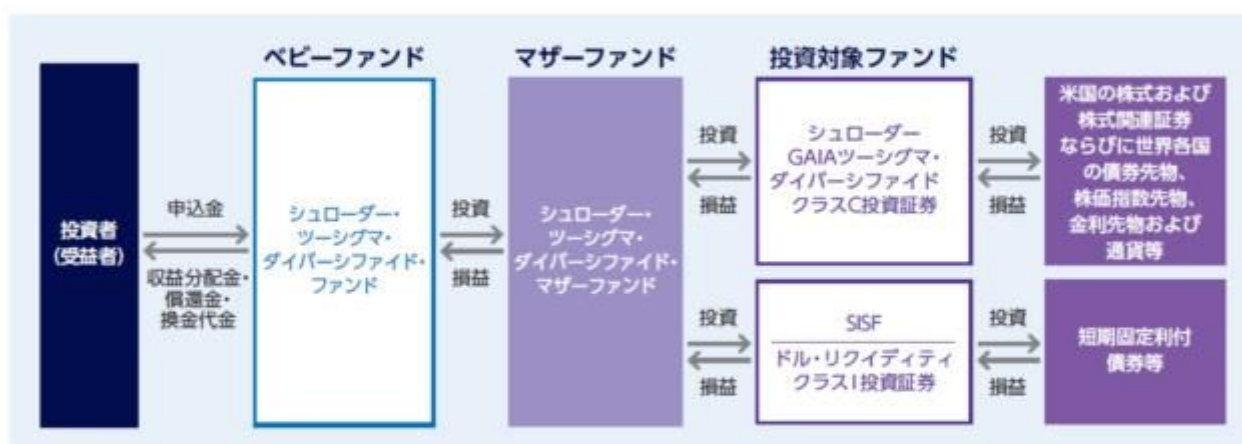 ベビーファンド
マザーファンド
投資対象ファンド
投資者
(受益者)
申込金
収益分配金・
償還金・
換金代金
シュローダー・
ツーシグマ・
ダイバーシファイド・
ファンド
投資
損益
シュローダー・
ツーシグマ・
ダイバーシファイド・
マザーファンド
投資
損益
シュローダー
GAIAツーシグマ・
ダイバーシファイド
クラスC投資証券
投資
損益
米国の株式および
株式関連証券
ならびに世界各国
の債券先物、
株価指数先物、
金利先物および
通貨等
投資
損益
SISF
ドル・リクイディティ
クラスI投資証券
投資
損益
短期固定利付
債券等